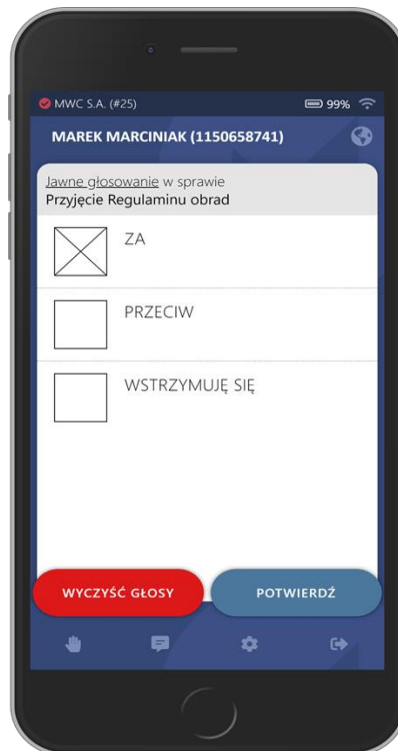 MWC S.A. (#25)
99%
MAREK MARCINIAK (1150658741)
Jawne głosowanie w sprawie
Przyjęcie Regulaminu obrad
ZA
PRZECIW
WSTRZYMUJĘ SIĘ
WYCZYŚĆ GŁOSY
POTWIERDŹ